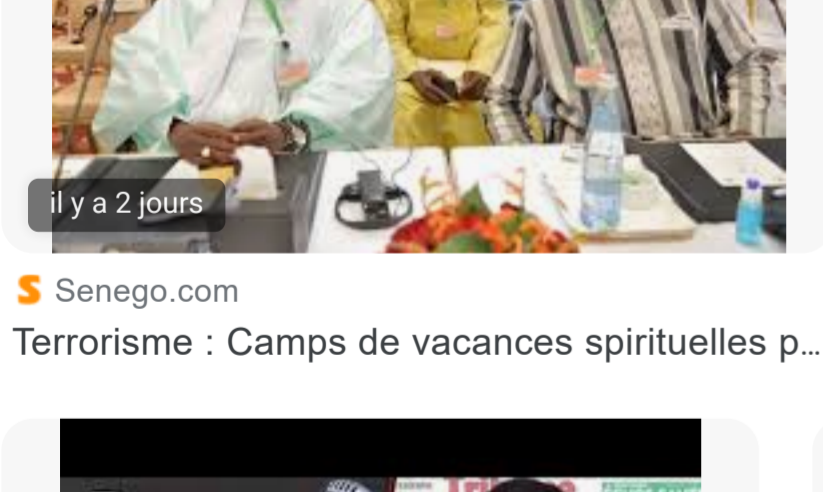 il y a 2 jours
Senego.com
Terrorisme : Camps de vacances spirituelles p...